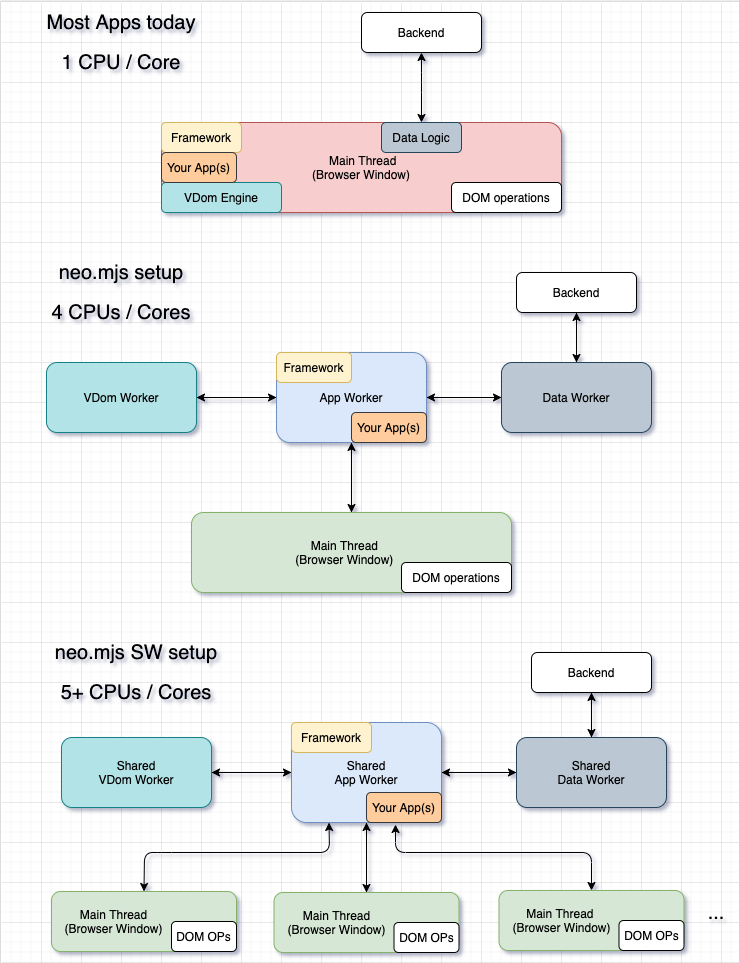 Most Apps today
1 CPU / Core
Backend
Framework
Data Logic
Your App(s)
Main Thread
(Browser Window)
VDom Engine
DOM operations
neo.mjs setup
4 CPUs / Cores
Backend
Framework
VDom Worker
App Worker
Data Worker
Your App(s)
Main Thread
(Browser Window)
DOM operations
neo.mjs SW setup
5+ CPUs / Cores
Backend
Framework
Shared
VDom Worker
Shared
App Worker
Shared
Data Worker
Your App(s)
Main Thread
(Browser Window)
DOM OPs
Main Thread
(Browser Window)
DOM OPs
Main Thread
(Browser Window)
DOM OPs
...